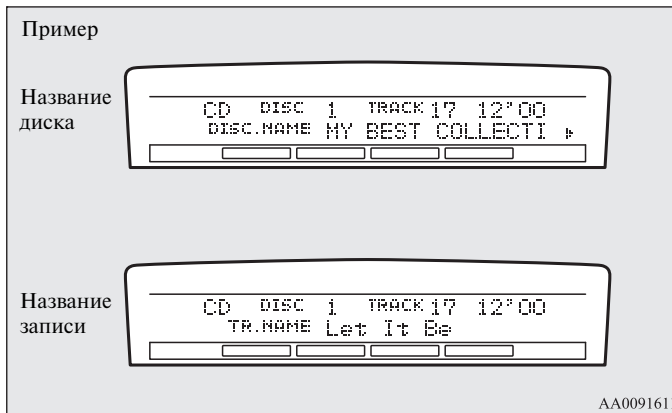 Пример
Название
диска
CD DISC 1 TRACK 17 12'00
DISC.NAME MY BEST COLLECTI
Название
записи
CD DISC 1 TRACK 17 12'00
TR.NAME Let It Be
AA009161